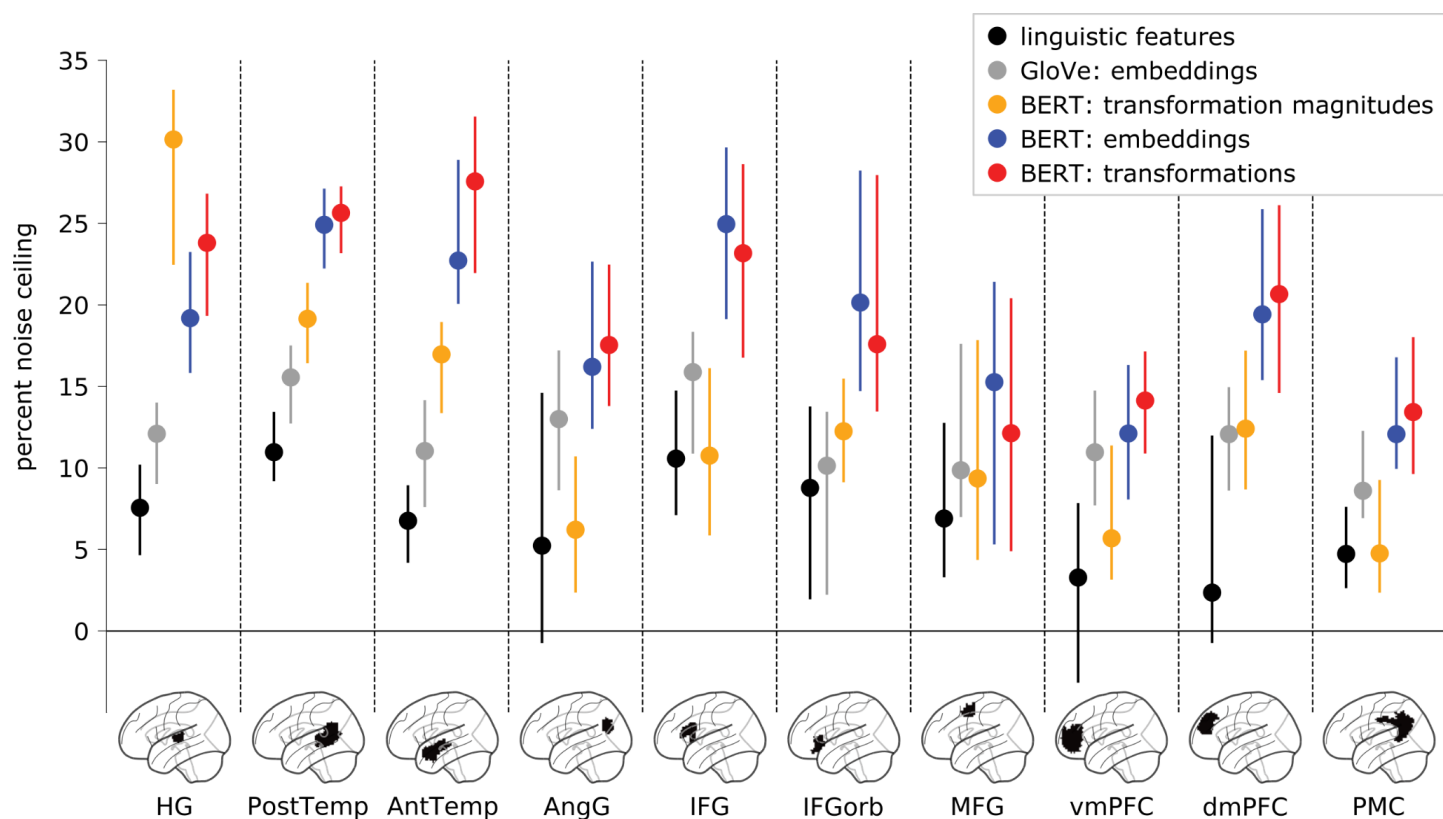 linguistic features
GloVe: embeddings
BERT: transformation magnitudes
BERT: embeddings
BERT: transformations
percent noise ceiling
35
30
25
20
15
10
5
0
HG PostTemp AntTemp AngG IFG IFGorb MFG vmPFC dmPFC PMC